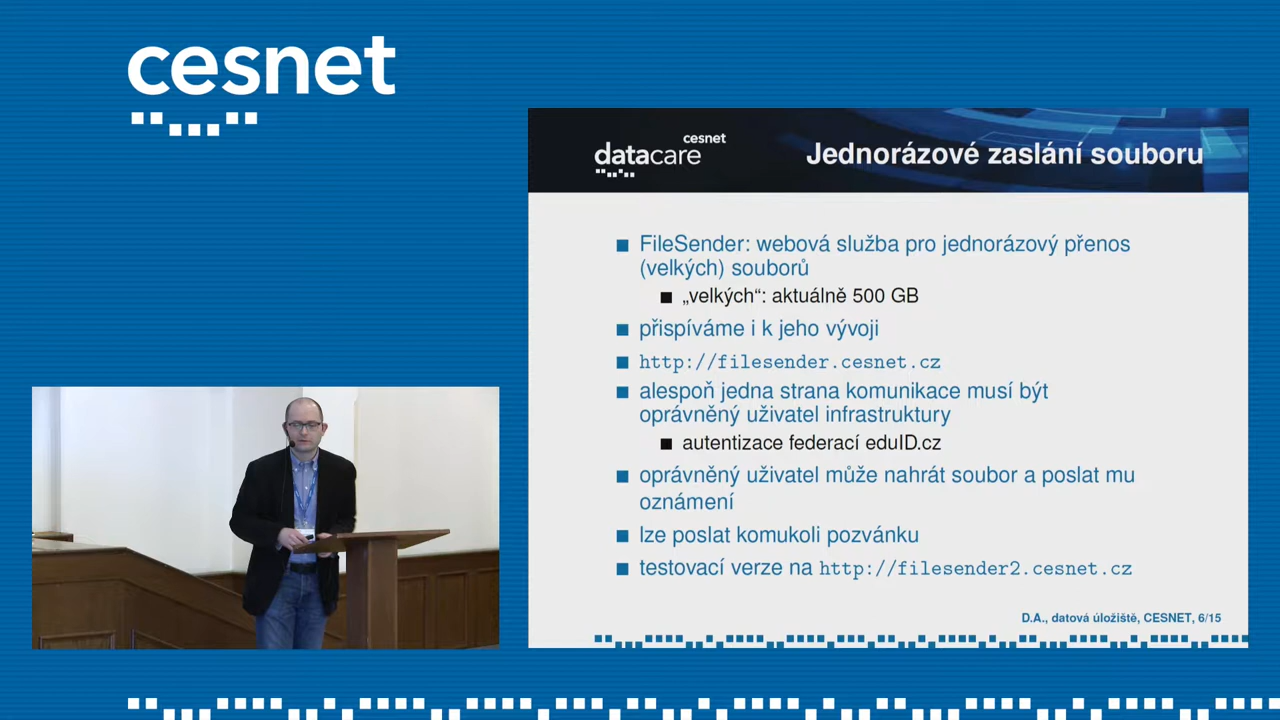 cesnet
cesnet
datacare
Jednorázové zaslání souboru
FileSender: webová služba pro jednorázový přenos
(velkých) souborů
„velkých“: aktuálně 500 GB
přispíváme i k jeho vývoji
http://filesender.cesnet.cz
alespoň jedna strana komunikace musí být
oprávněný uživatel infrastruktury
autentizace federací eduID.cz
oprávněný uživatel může nahrát soubor a poslat mu
oznámení
lze poslat komukoli pozvánku
testovací verze na http://filesender2.cesnet.cz
D.A., datová úložiště, CESNET, 6/15